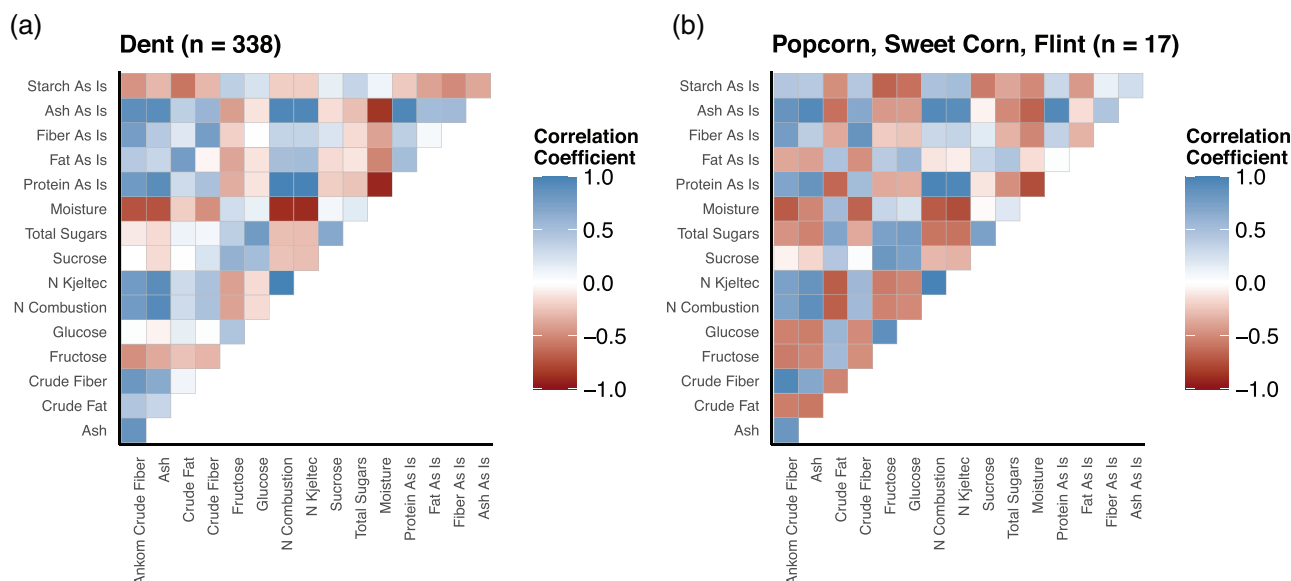 (a)
Dent (n = 338)
Starch As Is
Ash As Is
Fiber As Is
Fat As Is
Protein As Is
Moisture
Total Sugars
Sucrose
N Kjeltec
N Combustion
Glucose
Fructose
Crude Fiber
Crude Fat
Ash
Ankom Crude Fiber
Ash
Crude Fat
Crude Fiber
Fructose
Glucose
N Combustion
N Kjeltec
Sucrose
Total Sugars
Moisture
Protein As Is
Fat As Is
Fiber As Is
Ash As Is
Correlation
Coefficient
1.0
0.5
0.0
−0.5
−1.0
(b)
Popcorn, Sweet Corn, Flint (n = 17)
Starch As Is
Ash As Is
Fiber As Is
Fat As Is
Protein As Is
Moisture
Total Sugars
Sucrose
N Kjeltec
N Combustion
Glucose
Fructose
Crude Fiber
Crude Fat
Ash
Ankom Crude Fiber
Ash
Crude Fat
Crude Fiber
Fructose
Glucose
N Combustion
N Kjeltec
Sucrose
Total Sugars
Moisture
Protein As Is
Fat As Is
Fiber As Is
Ash As Is
Correlation
Coefficient
1.0
0.5
0.0
−0.5
−1.0